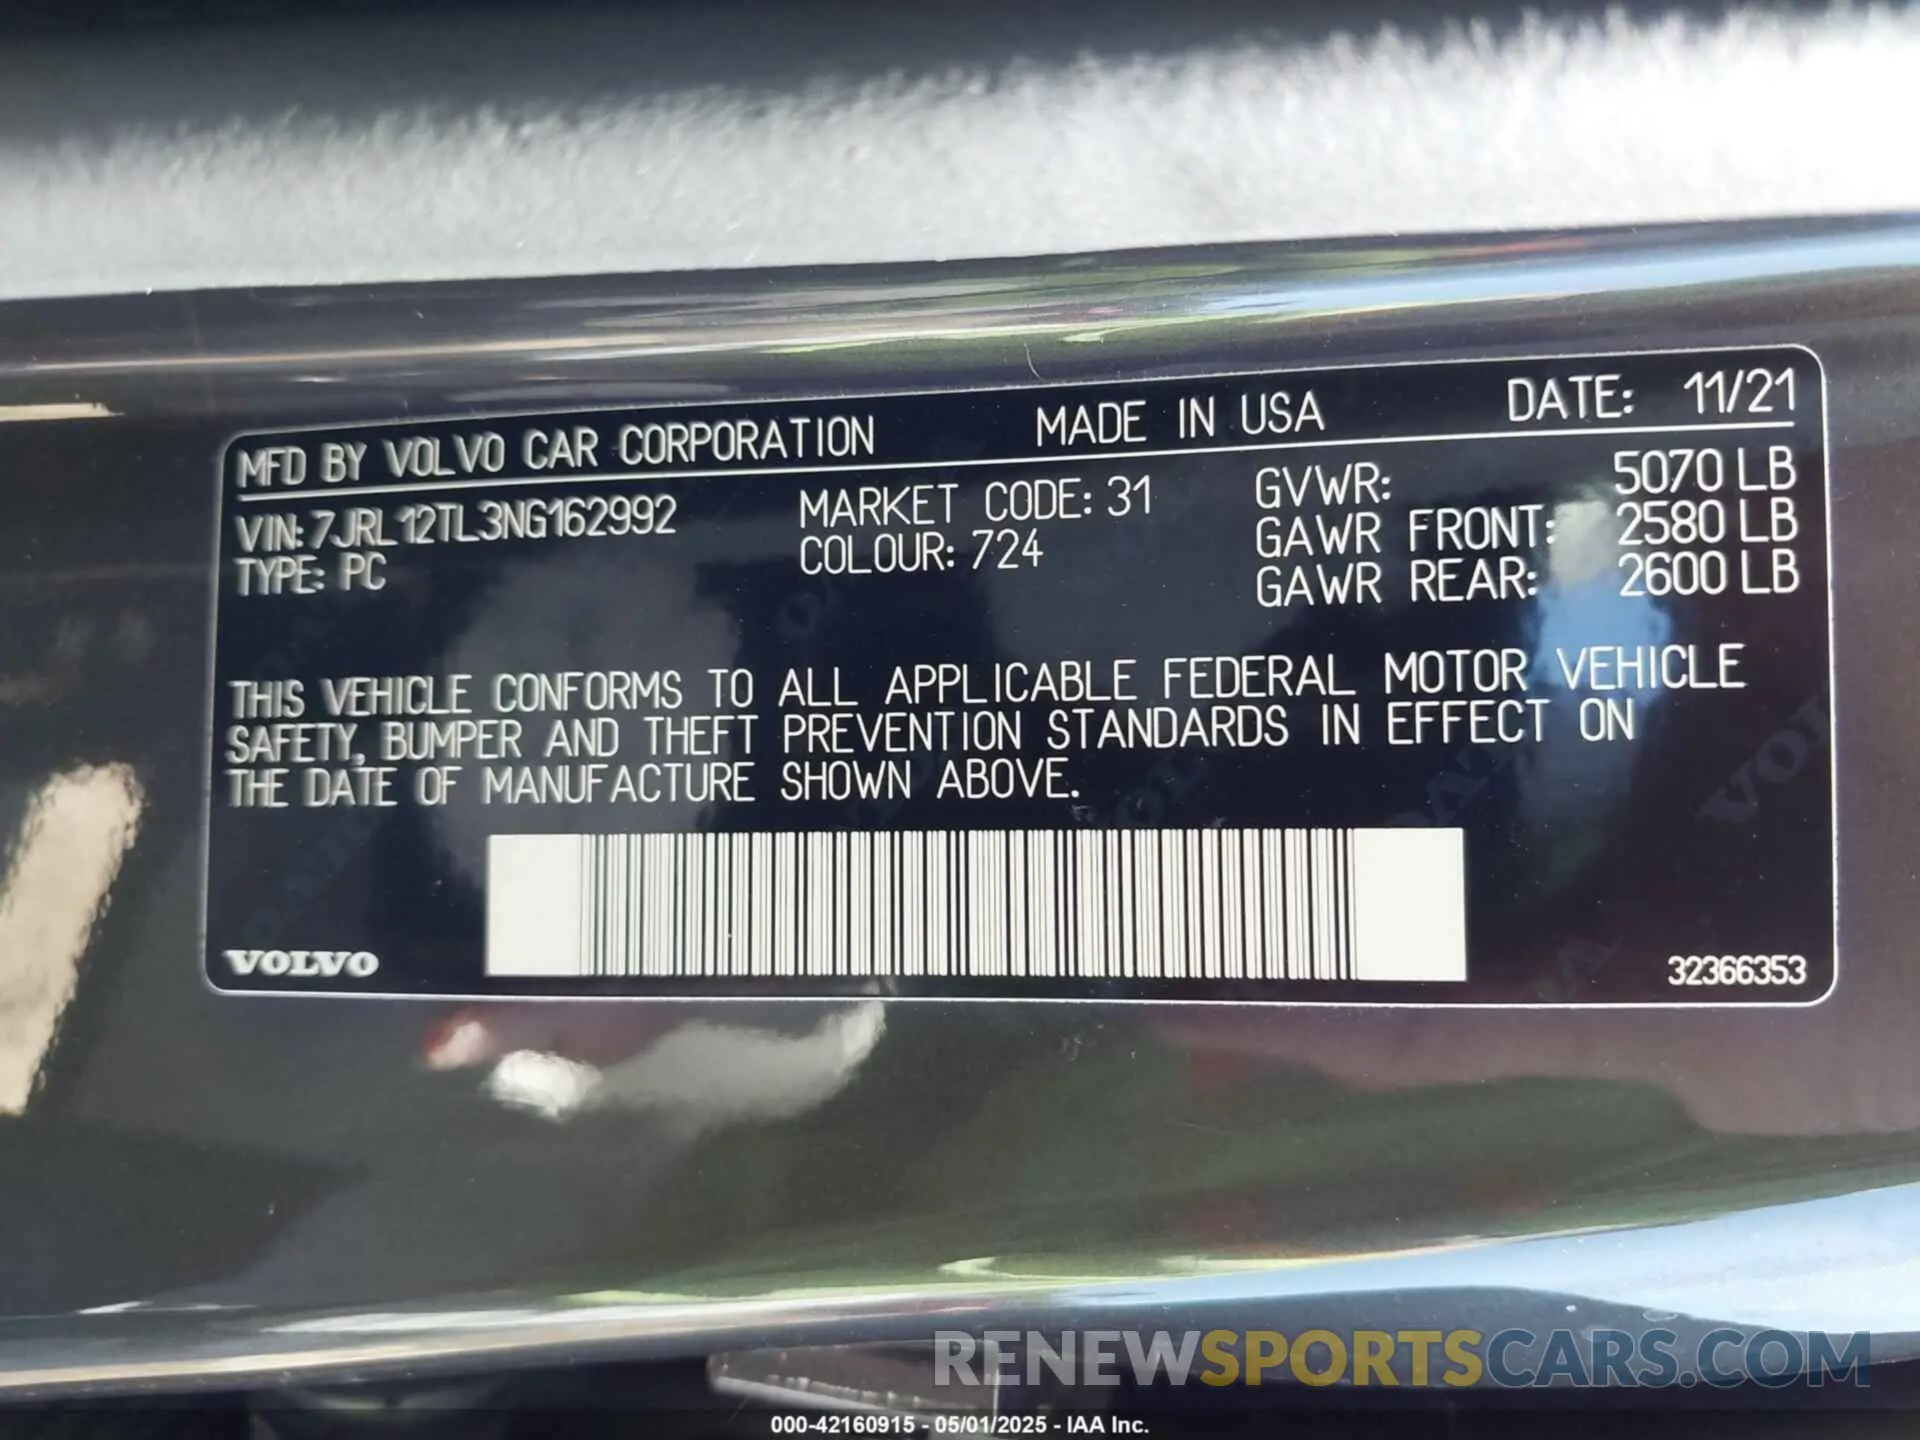 MFD BY VOLVO CAR CORPORATION MADE IN USA DATE: 11/21
VIN: 7JRL12TL3NG162992 MARKET CODE: 31 GVWR: 5070 LB
TYPE: PC COLOUR: 724 GAWR FRONT: 2580 LB
GAWR REAR: 2600 LB
THIS VEHICLE CONFORMS TO ALL APPLICABLE FEDERAL MOTOR VEHICLE
SAFETY, BUMPER AND THEFT PREVENTION STANDARDS IN EFFECT ON
THE DATE OF MANUFACTURE SHOWN ABOVE.
VOLVO 32366353
RENEWSPORTSCARS.COM
000-42160915 - 05/01/2025 - IAA Inc.